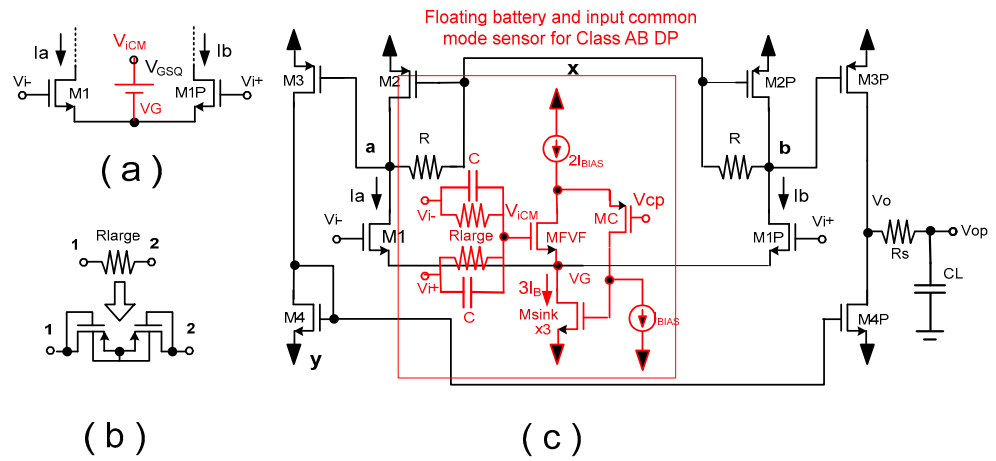 Floating battery and input common
mode sensor for Class AB DP
Ia
ViCM
VGSQ
Ib
Vi-
M1
M1P
Vi+
VG
( a )
1
Rlarge
2
1
2
( b )
M3
M2
x
M2P
M3P
R
a
2IBIAS
R
b
C
Ia
Vi-
ViCM
Vcp
MC
Ib
Vi-
M1
Rlarge
MFVF
M1P
Vi+
Vo
Vop
Rs
Vi+
VG
C
3IB
Msink
x3
IBIAS
CL
M4
M4P
y
( c )